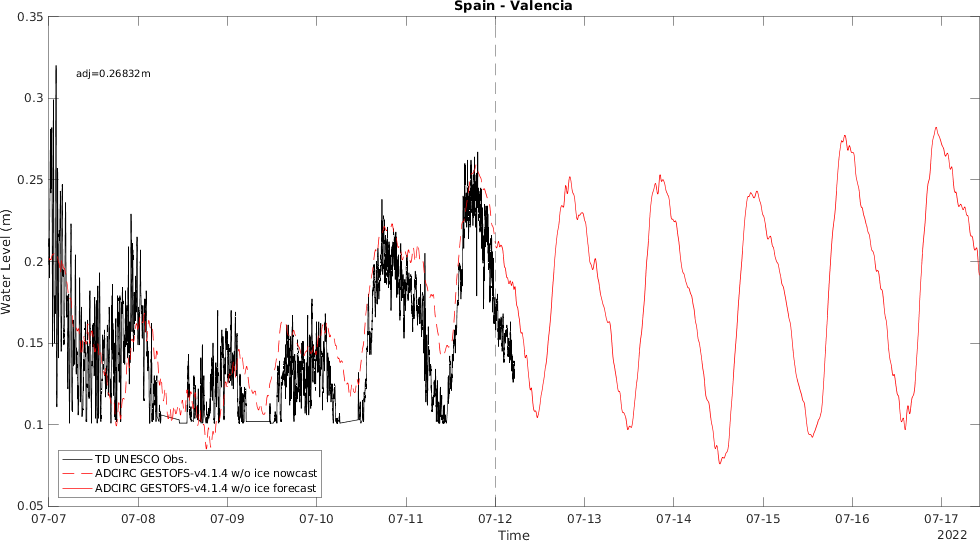 Spain - Valencia
0.35
0.3
0.25
0.2
0.15
0.1
0.05
Water Level (m)
adj=0.26832m
TD UNESCO Obs.
ADCIRC GESTOFS-v4.1.4 w/o ice nowcast
ADCIRC GESTOFS-v4.1.4 w/o ice forecast
07-07 07-08 07-09 07-10 07-11 07-12 07-13 07-14 07-15 07-16 07-17
Time
2022